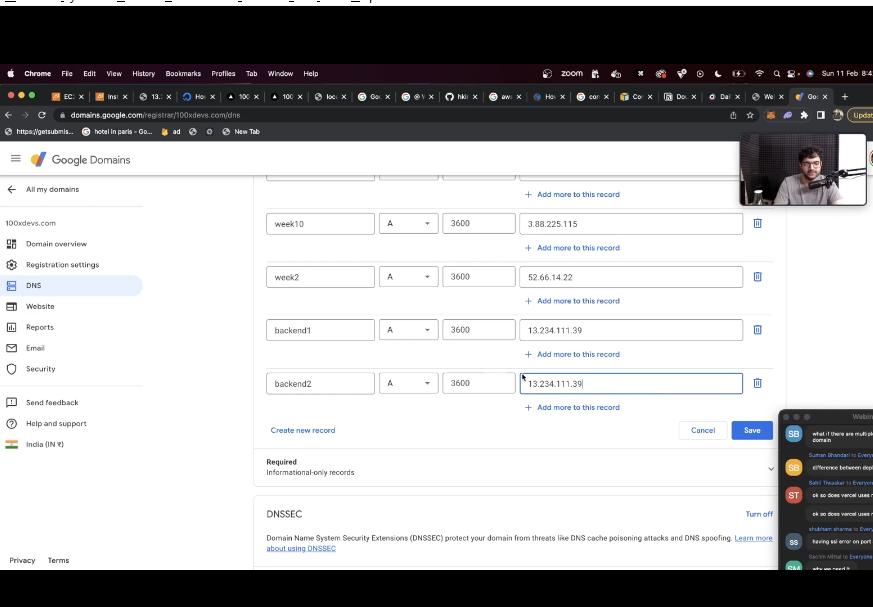 Chrome File Edit View History Bookmarks Profiles Tab Window Help
zoom
Sun 11 Feb 8:4
EC: Inst 13. Ho 100 100 loc Go @ aws Ho cor Co Do Dai We Go
domains.google.com/registrar/100xdevs.com/dns
Updat
https://getsubmis... hotel in paris - Go... ad New Tab
Google Domains
All my domains
100xdevs.com
Domain overview
Registration settings
DNS
Website
Reports
Email
Security
Send feedback
Help and support
India (IN ₹)
Privacy Terms
+ Add more to this record
week10 A 3600 3.88.225.115
+ Add more to this record
week2 A 3600 52.66.14.22
+ Add more to this record
backend1 A 3600 13.234.111.39
+ Add more to this record
backend2 A 3600 13.234.111.39
+ Add more to this record
Create new record Cancel Save
Required
Informational-only records
DNSSEC Turn off
Domain Name System Security Extensions (DNSSEC) protect your domain from threats like DNS cache poisoning attacks and DNS spoofing. Learn more
about using DNSSEC
Webin
SB what if there are multipl
domain
Suman Bhandari to Every
SB difference between depl
Sahil Tiwaskar to Everyone
ST ok so does vercel uses r
ok so does vercel uses r
shubham sharma to Every
SS having ssl error on port
Sachin Mittal to Everyone
SM why we need it